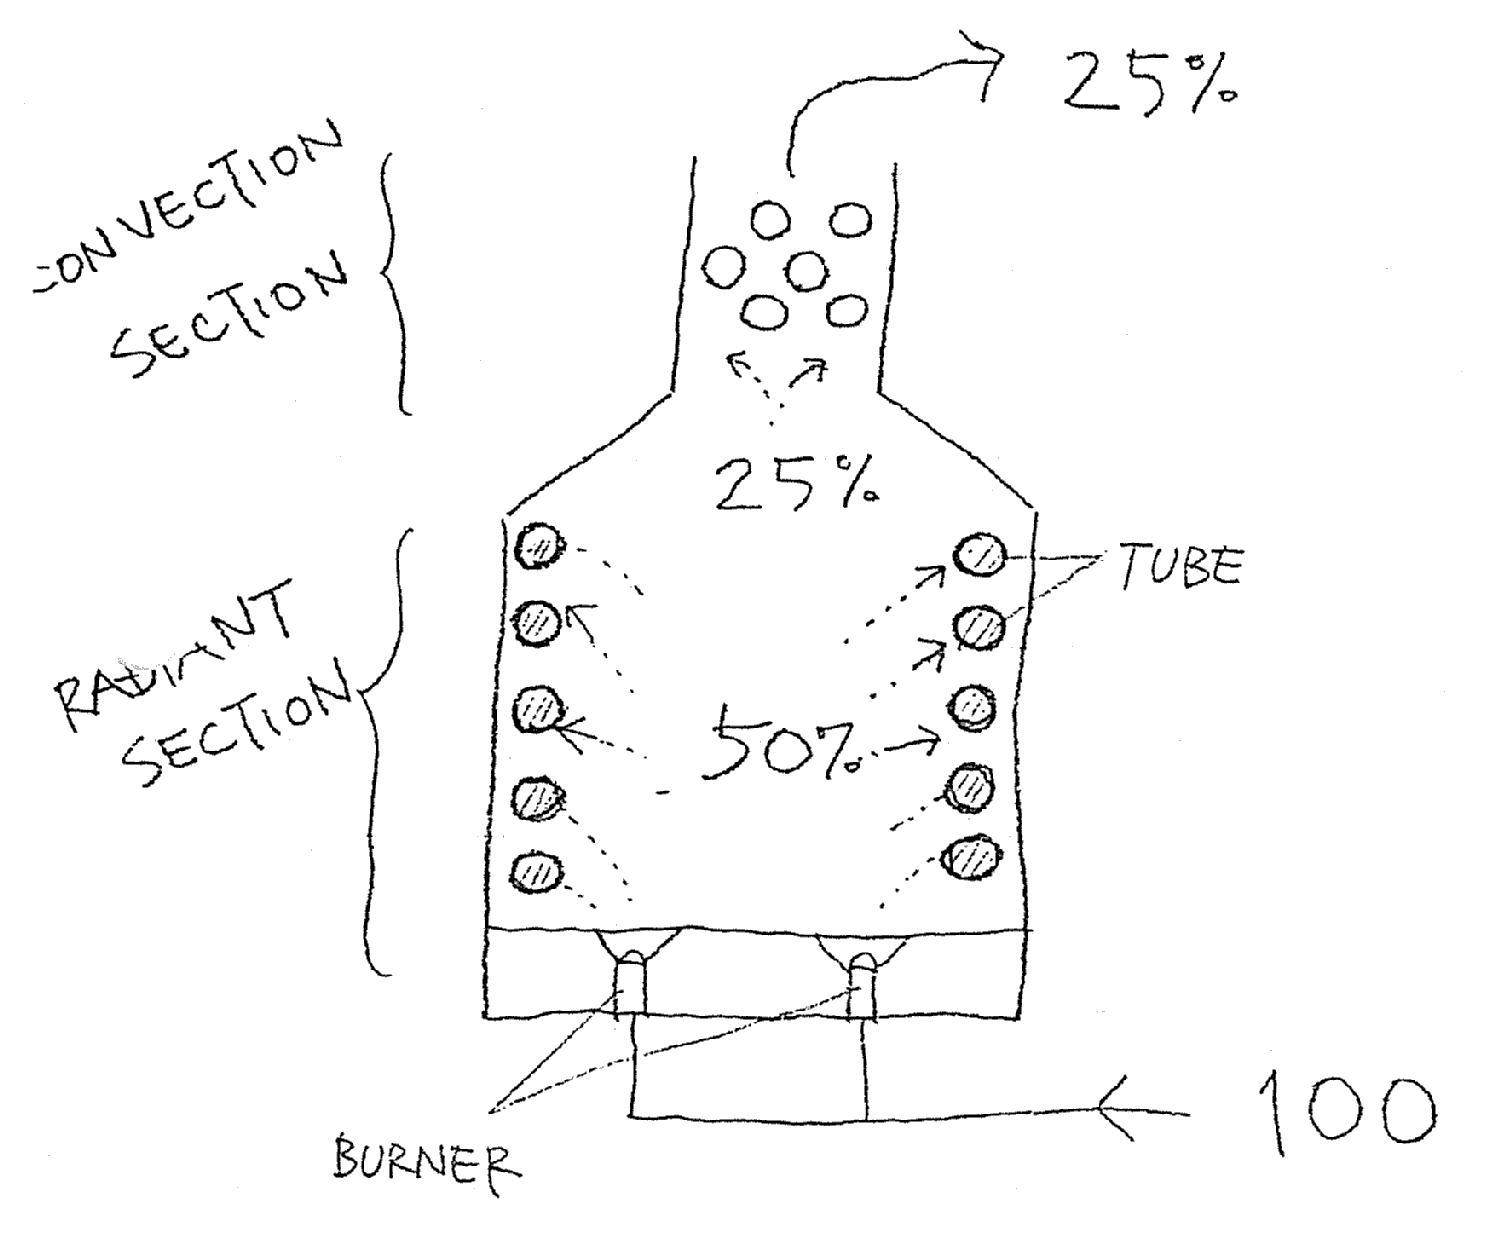 25%
CONVECTION
SECTION
25%
TUBE
RADIANT
SECTION
50%
100
BURNER